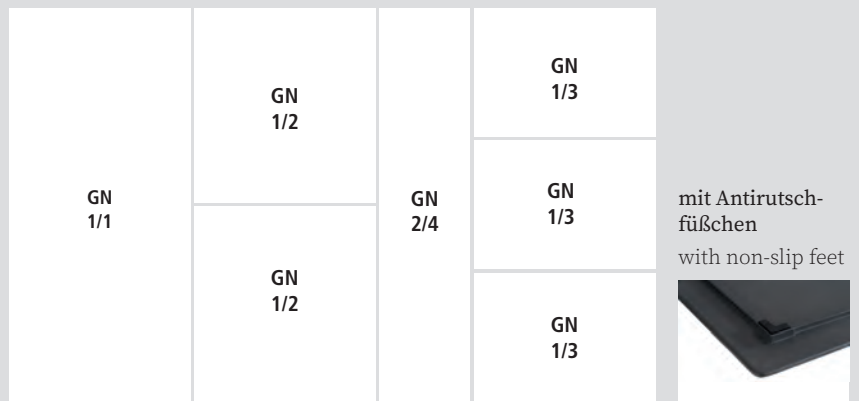 GN
1/1
GN
1/2
GN
1/2
GN
2/4
GN
1/3
GN
1/3
GN
1/3
mit Antirutsch-
füßchen
with non-slip feet